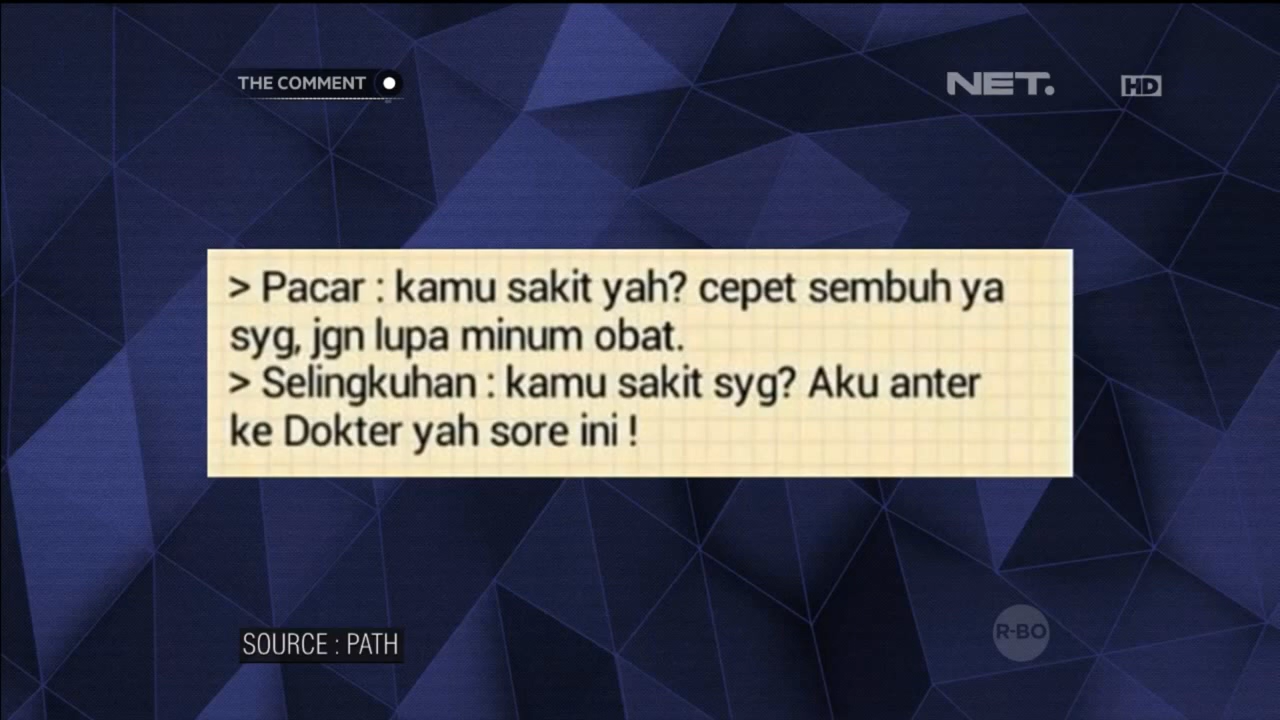 THE COMMENT
NET.
HD
> Pacar : kamu sakit yah? cepet sembuh ya
syg, jgn lupa minum obat.
> Selingkuhan : kamu sakit syg? Aku anter
ke Dokter yah sore ini !
SOURCE : PATH
R-BO